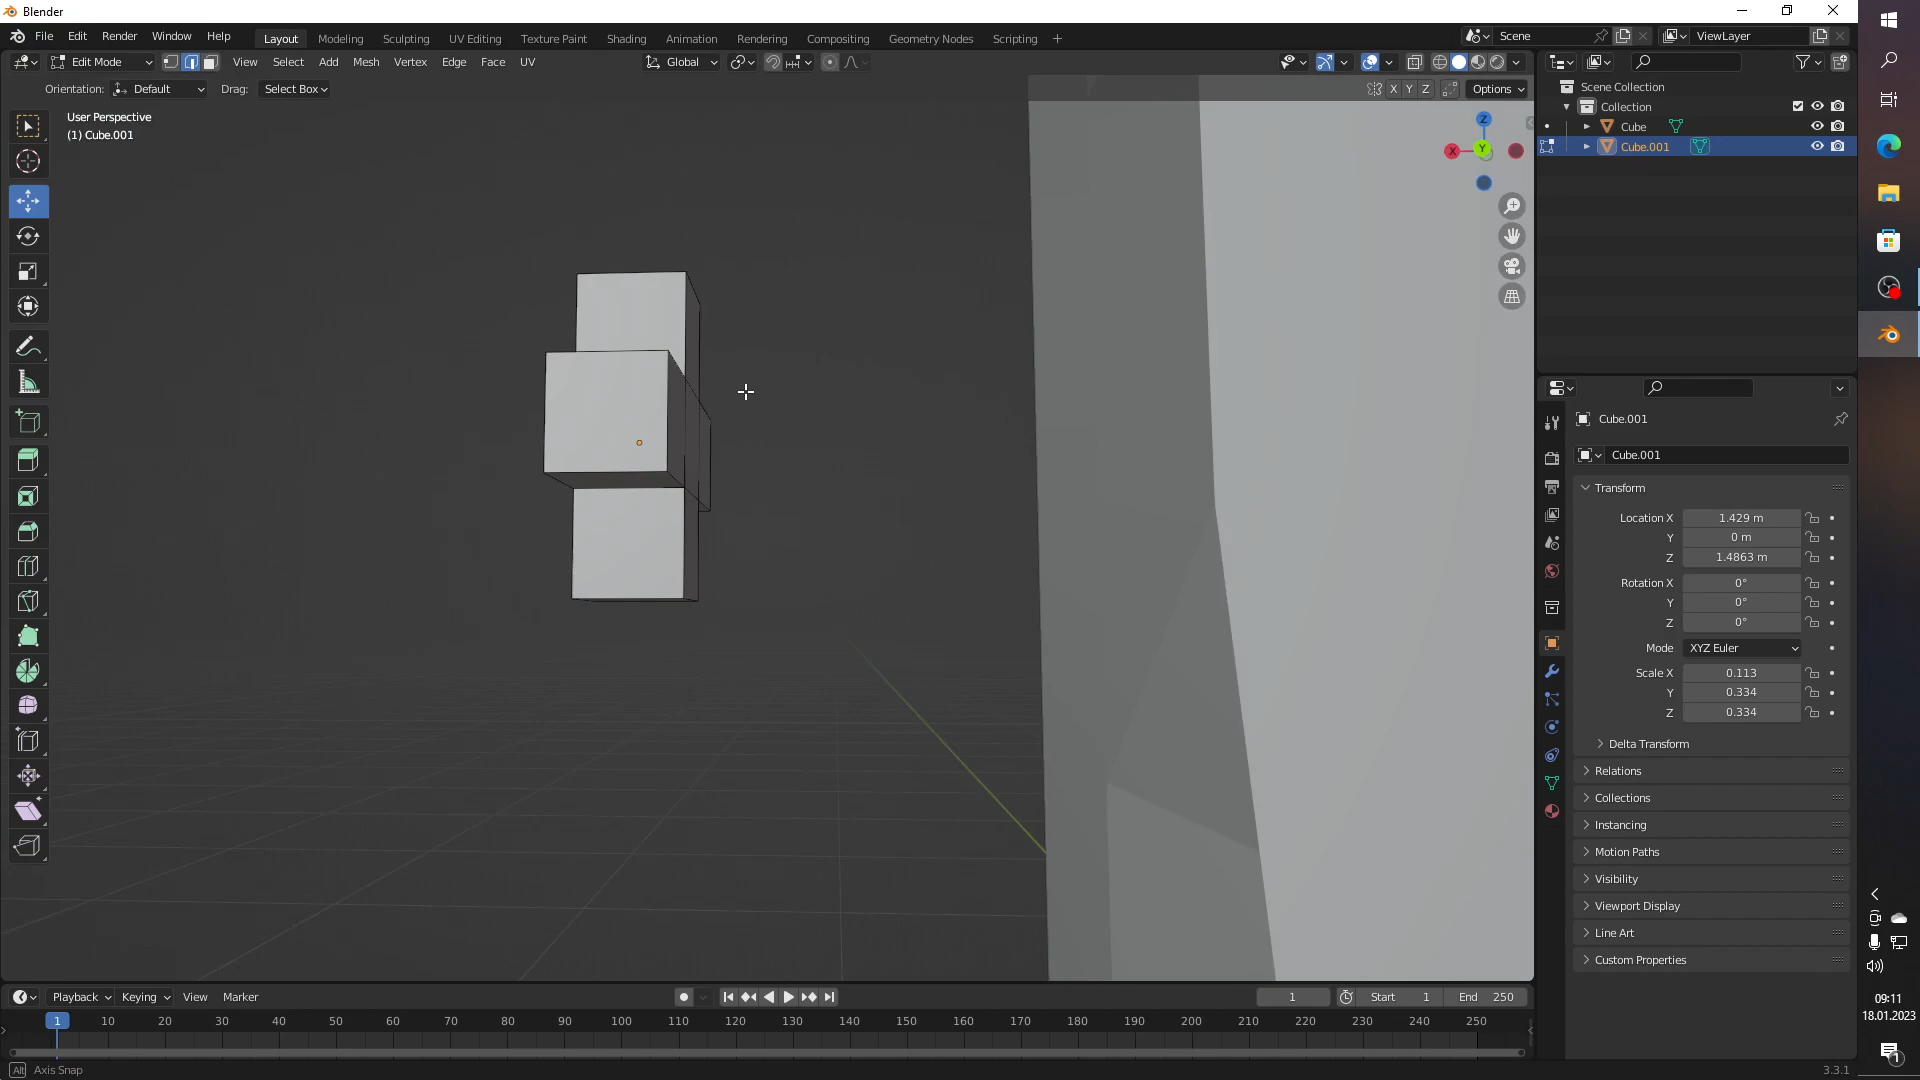 Blender
File Edit Render Window Help
Layout Modeling Sculpting UV Editing Texture Paint Shading Animation Rendering Compositing Geometry Nodes Scripting +
Scene
ViewLayer
Edit Mode
View Select Add Mesh Vertex Edge Face UV
Global
Orientation: Default Drag: Select Box
X Y Z Options
User Perspective
(1) Cube.001
Z
X
Y
Scene Collection
Collection
Cube
Cube.001
Cube.001
Cube.001
Transform
Location X 1.429 m
Y 0 m
Z 1.4863 m
Rotation X 0°
Y 0°
Z 0°
Mode XYZ Euler
Scale X 0.113
Y 0.334
Z 0.334
Delta Transform
Relations
Collections
Instancing
Motion Paths
Visibility
Viewport Display
Line Art
Custom Properties
Playback Keying View Marker
1 Start 1 End 250
1 10 20 30 40 50 60 70 80 90 100 110 120 130 140 150 160 170 180 190 200 210 220 230 240 250
Alt Axis Snap
3.3.1
09:11
18.01.2023
1